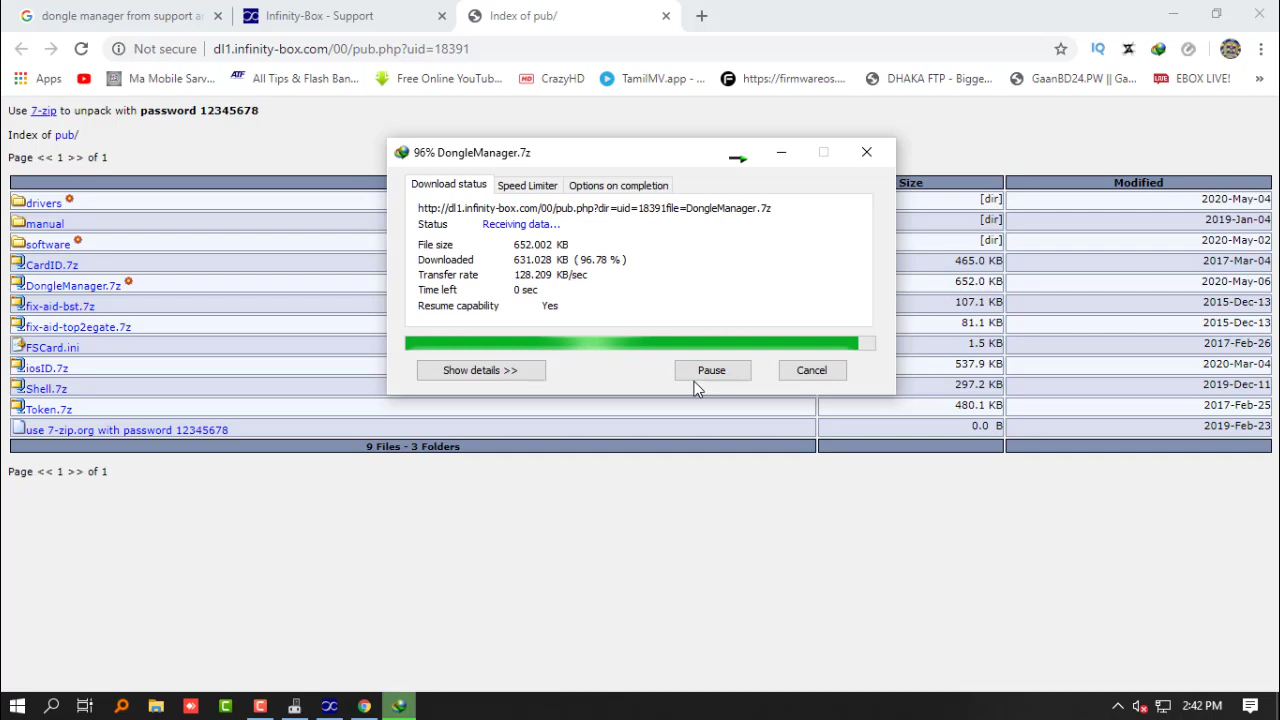 dongle manager from support ar
Infinity-Box - Support
Index of pub/
Not secure
dl1.infinity-box.com/00/pub.php?uid=18391
Apps
Ma Mobile Sarv...
ATF
All Tips & Flash Ban...
Free Online YouTub...
HD
CrazyHD
TamilMV.app - ...
https://firmwareos....
DHAKA FTP - Bigge...
GaanBD24.PW || Ga...
LIVE
EBOX LIVE!
»
Use 7-zip to unpack with password 12345678
Index of pub/
Page << 1 >> of 1
Size
Modified
drivers
[dir]
2020-May-04
manual
[dir]
2019-Jan-04
software
[dir]
2020-May-02
CardID.7z
465.0 KB
2017-Mar-04
DongleManager.7z
652.0 KB
2020-May-06
fix-aid-bst.7z
107.1 KB
2015-Dec-13
fix-aid-top2egate.7z
81.1 KB
2015-Dec-13
FSCard.ini
1.5 KB
2017-Feb-26
iosID.7z
537.9 KB
2020-Mar-04
Shell.7z
297.2 KB
2019-Dec-11
Token.7z
480.1 KB
2017-Feb-25
use 7-zip.org with password 12345678
0.0 B
2019-Feb-23
9 Files - 3 Folders
Page << 1 >> of 1
96% DongleManager.7z
Download status
Speed Limiter
Options on completion
http://dl1.infinity-box.com/00/pub.php?dir=uid=18391file=DongleManager.7z
Status Receiving data...
File size 652.002 KB
Downloaded 631.028 KB ( 96.78 % )
Transfer rate 128.209 KB/sec
Time left 0 sec
Resume capability Yes
Show details >>
Pause
Cancel
2:42 PM